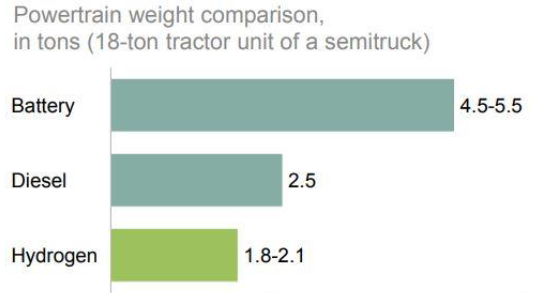 Powertrain weight comparison,
in tons (18-ton tractor unit of a semitruck)
Battery 4.5-5.5
Diesel 2.5
Hydrogen 1.8-2.1